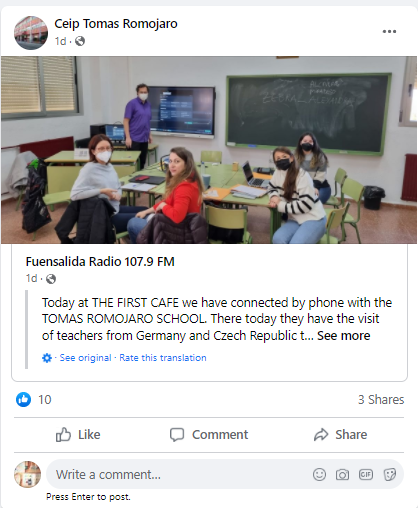 Ceip Tomas Romojaro
1d ·
Fuensalida Radio 107.9 FM
1d ·
Today at THE FIRST CAFE we have connected by phone with the
TOMAS ROMOJARO SCHOOL. There today they have the visit
of teachers from Germany and Czech Republic t... See more
· See original · Rate this translation
10
3 Shares
Like
Comment
Share
Write a comment...
GIF
Press Enter to post.